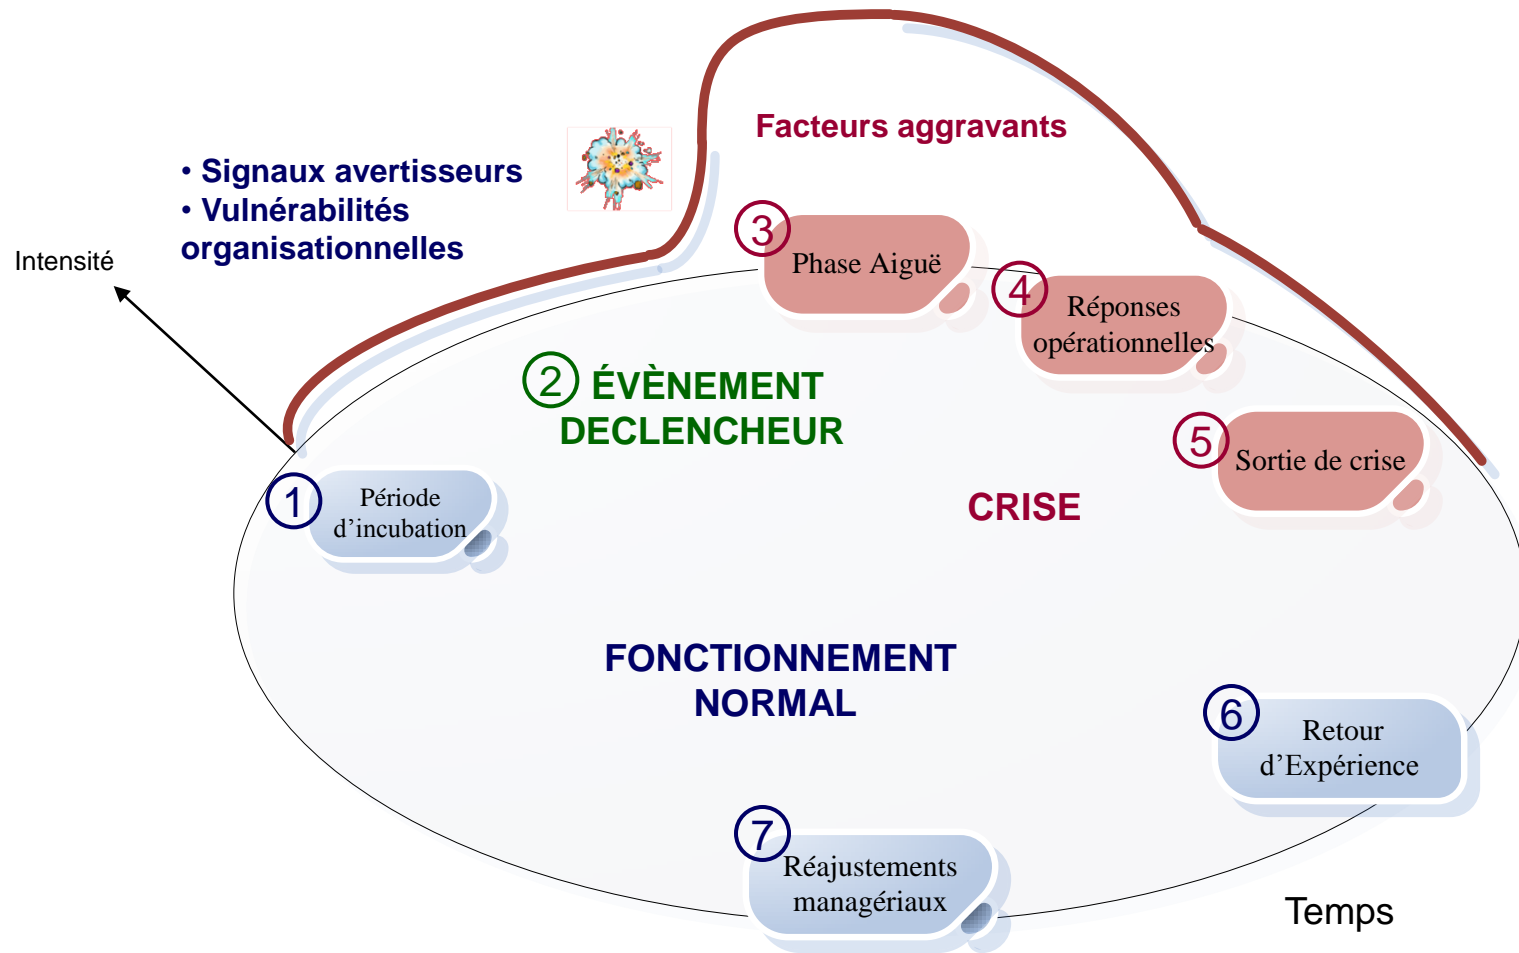 Facteurs aggravants
• Signaux avertisseurs
• Vulnérabilités
organisationnelles
Intensité
3
Phase Aiguë
4
Réponses
opérationnelles
2 ÉVÈNEMENT
DECLENCHEUR
5
Sortie de crise
1
Période
d’incubation
CRISE
FONCTIONNEMENT
NORMAL
6
Retour
d’Expérience
7
Réajustements
managériaux
Temps